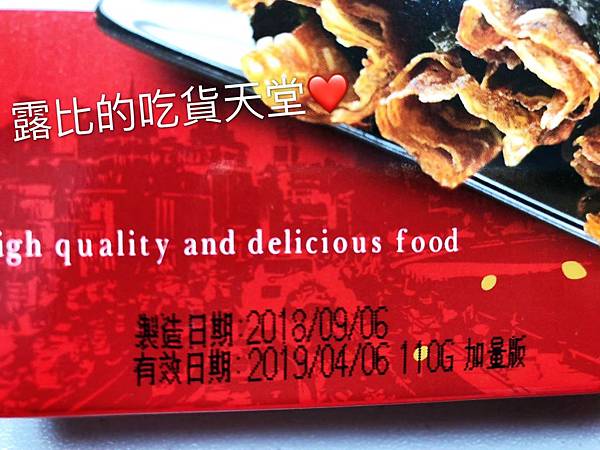 露比的吃貨天堂❤️
igh quality and delicious food
製造日期:2018/09/06
有效日期:2019/04/06 110G 加量版